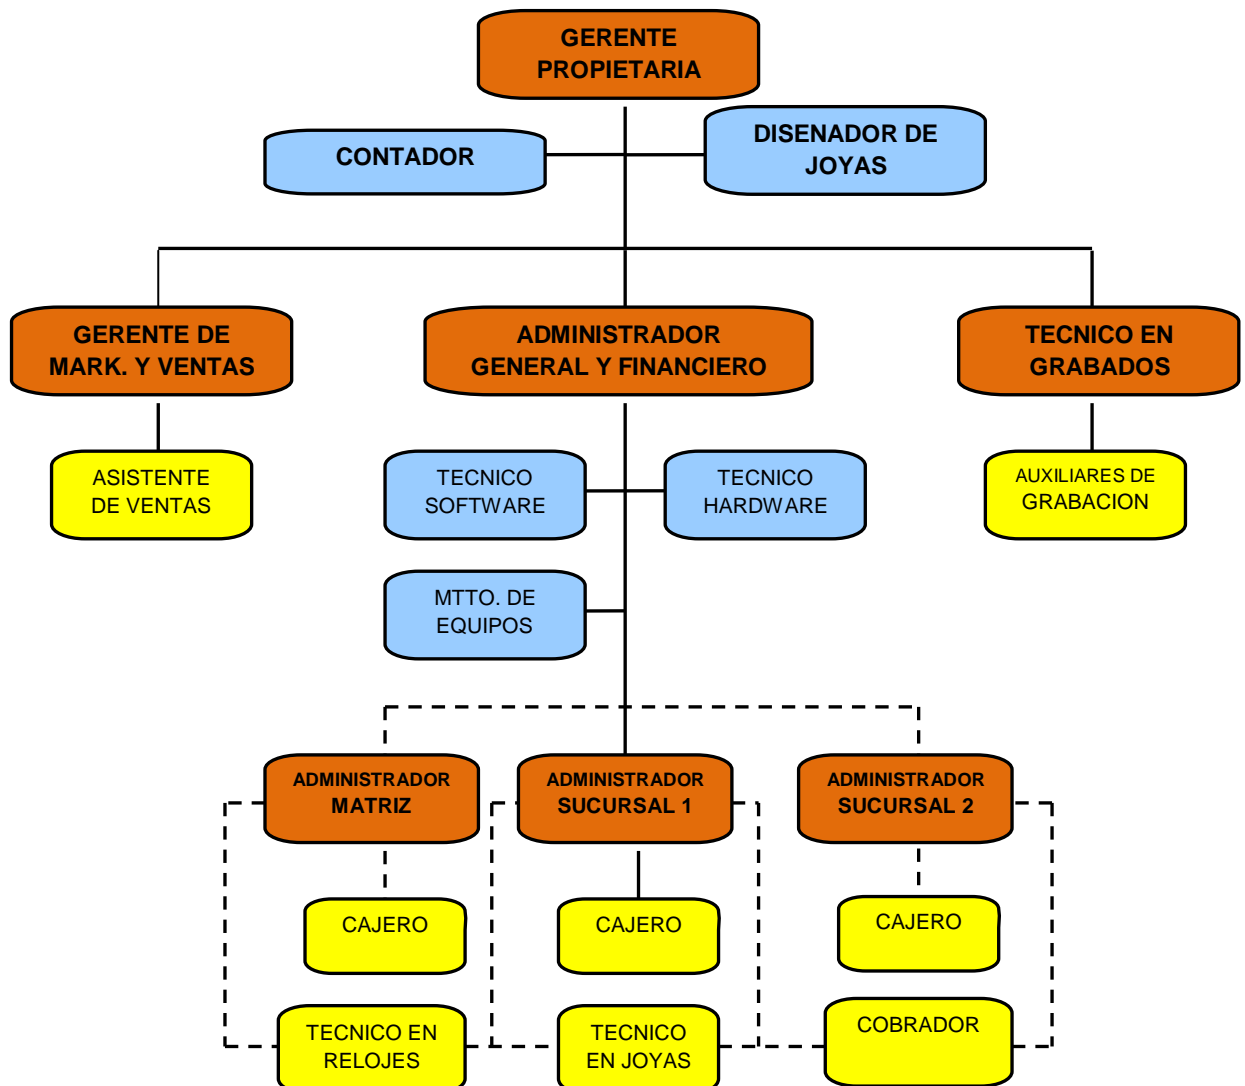 GERENTE
PROPIETARIA
CONTADOR
DISENADOR DE
JOYAS
GERENTE DE
MARK. Y VENTAS
ADMINISTRADOR
GENERAL Y FINANCIERO
TECNICO EN
GRABADOS
ASISTENTE
DE VENTAS
TECNICO
SOFTWARE
TECNICO
HARDWARE
AUXILIARES DE
GRABACION
MTTO. DE
EQUIPOS
ADMINISTRADOR
MATRIZ
ADMINISTRADOR
SUCURSAL 1
ADMINISTRADOR
SUCURSAL 2
CAJERO
CAJERO
CAJERO
TECNICO EN
RELOJES
TECNICO
EN JOYAS
COBRADOR